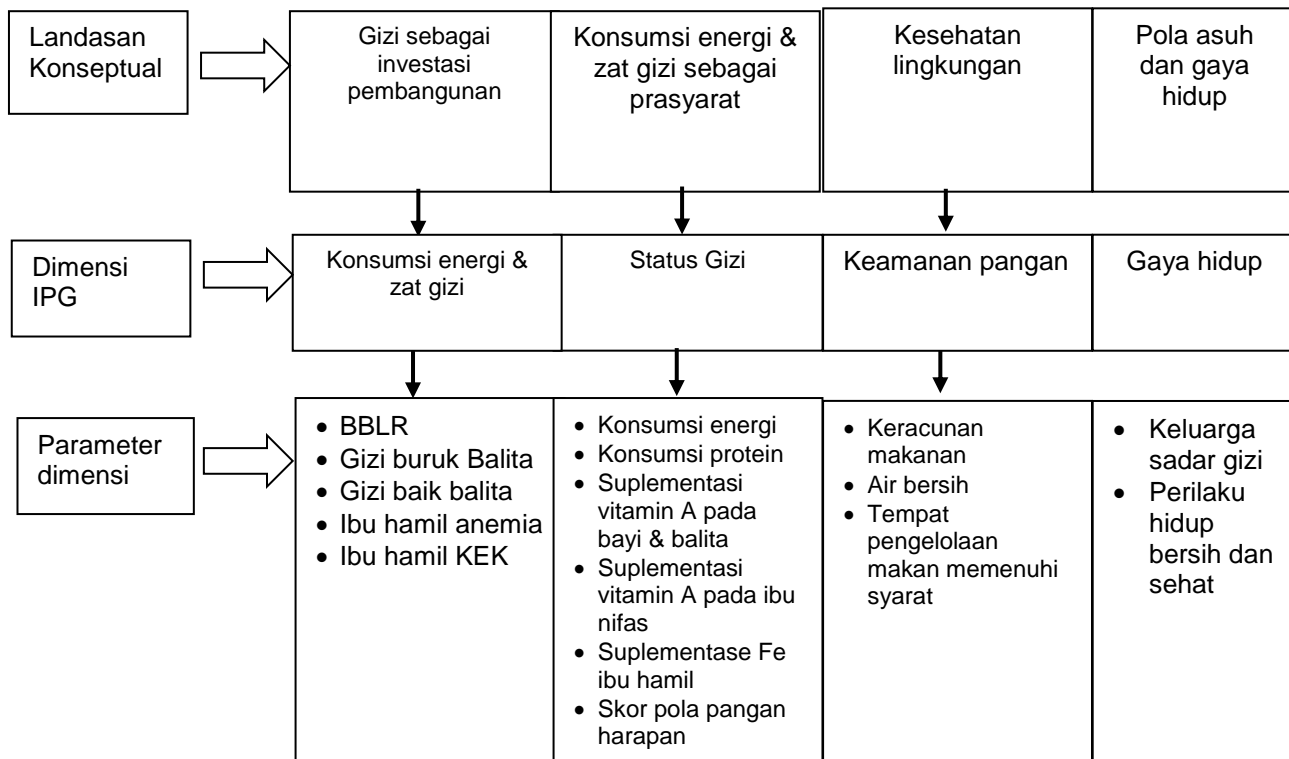 Landasan
Konseptual
Gizi sebagai
investasi
pembangunan
Konsumsi energi &
zat gizi sebagai
prasyarat
Kesehatan
lingkungan
Pola asuh
dan gaya
hidup
Dimensi
IPG
Konsumsi energi &
zat gizi
Status Gizi
Keamanan pangan
Gaya hidup
Parameter
dimensi
• BBLR
• Gizi buruk Balita
• Gizi baik balita
• Ibu hamil anemia
• Ibu hamil KEK
• Konsumsi energi
• Konsumsi protein
• Suplementasi
vitamin A pada
bayi & balita
• Suplementasi
vitamin A pada ibu
nifas
• Suplementase Fe
ibu hamil
• Skor pola pangan
harapan
• Keracunan
makanan
• Air bersih
• Tempat
pengelolaan
makan memenuhi
syarat
• Keluarga
sadar gizi
• Perilaku
hidup
bersih dan
sehat